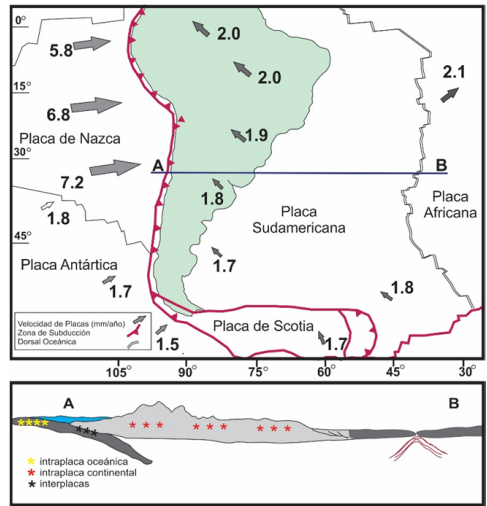 0°
5.8
2.0
2.0
2.1
15°
6.8
Placa de Nazca
1.9
30°
A
B
7.2
1.8
1.8
Placa
Sudamericana
Placa
Africana
45°
Placa Antártica
1.7
1.7
1.8
Velocidad de Placas (mm/año)
Zona de Subducción
Dorsal Oceánica
1.5
Placa de Scotia
1.7
105° 90° 75° 60° 45° 30°
A
B
intraplaca oceánica
intraplaca continental
interplacas